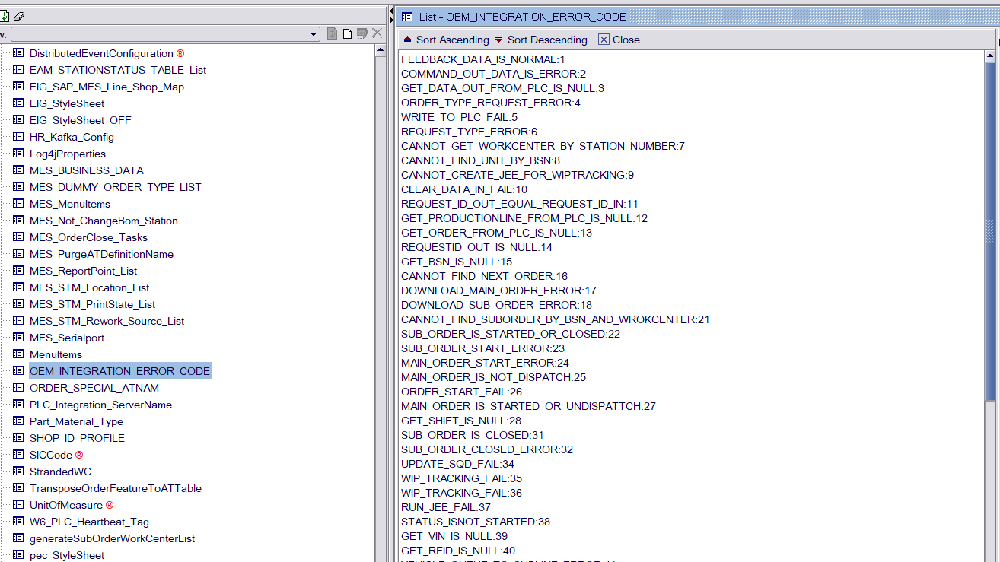 v:
DistributedEventConfiguration ®
EAM_STATIONSTATUS_TABLE_List
EIG_SAP_MES_Line_Shop_Map
EIG_StyleSheet
EIG_StyleSheet_OFF
HR_Kafka_Config
Log4jProperties
MES_BUSINESS_DATA
MES_DUMMY_ORDER_TYPE_LIST
MES_MenuItems
MES_Not_ChangeBom_Station
MES_OrderClose_Tasks
MES_PurgeATDefinitionName
MES_ReportPoint_List
MES_STM_Location_List
MES_STM_PrintState_List
MES_STM_Rework_Source_List
MES_Serialport
MenuItems
OEM_INTEGRATION_ERROR_CODE
ORDER_SPECIAL_ATNAM
PLC_Integration_ServerName
Part_Material_Type
SHOP_ID_PROFILE
SICCode ®
StrandedWC
TransposeOrderFeatureToATTable
UnitOfMeasure ®
W6_PLC_Heartbeat_Tag
generateSubOrderWorkCenterList
pec_StyleSheet
List - OEM_INTEGRATION_ERROR_CODE
Sort Ascending Sort Descending Close
FEEDBACK_DATA_IS_NORMAL:1
COMMAND_OUT_DATA_IS_ERROR:2
GET_DATA_OUT_FROM_PLC_IS_NULL:3
ORDER_TYPE_REQUEST_ERROR:4
WRITE_TO_PLC_FAIL:5
REQUEST_TYPE_ERROR:6
CANNOT_GET_WORKCENTER_BY_STATION_NUMBER:7
CANNOT_FIND_UNIT_BY_BSN:8
CANNOT_CREATE_JEE_FOR_WIPTRACKING:9
CLEAR_DATA_IN_FAIL:10
REQUEST_ID_OUT_EQUAL_REQUEST_ID_IN:11
GET_PRODUCTIONLINE_FROM_PLC_IS_NULL:12
GET_ORDER_FROM_PLC_IS_NULL:13
REQUESTID_OUT_IS_NULL:14
GET_BSN_IS_NULL:15
CANNOT_FIND_NEXT_ORDER:16
DOWNLOAD_MAIN_ORDER_ERROR:17
DOWNLOAD_SUB_ORDER_ERROR:18
CANNOT_FIND_SUBORDER_BY_BSN_AND_WROKCENTER:21
SUB_ORDER_IS_STARTED_OR_CLOSED:22
SUB_ORDER_START_ERROR:23
MAIN_ORDER_START_ERROR:24
MAIN_ORDER_IS_NOT_DISPATCH:25
ORDER_START_FAIL:26
MAIN_ORDER_IS_STARTED_OR_UNDISPATTCH:27
GET_SHIFT_IS_NULL:28
SUB_ORDER_IS_CLOSED:31
SUB_ORDER_CLOSED_ERROR:32
UPDATE_SQD_FAIL:34
WIP_TRACKING_FAIL:35
WIP_TRACKING_FAIL:36
RUN_JEE_FAIL:37
STATUS_ISNOT_STARTED:38
GET_VIN_IS_NULL:39
GET_RFID_IS_NULL:40